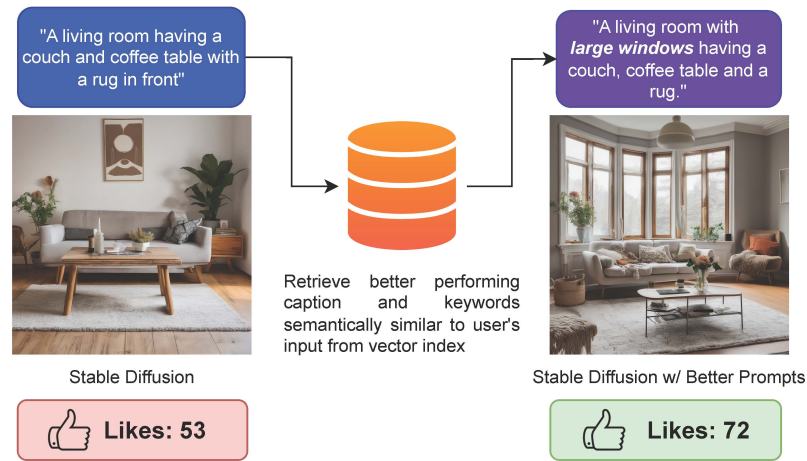 "A living room having a
couch and coffee table with
a rug in front"
"A living room with
large windows having a
couch, coffee table and a
rug."
Retrieve better performing
caption and keywords
semantically similar to user's
input from vector index
Stable Diffusion
Stable Diffusion w/ Better Prompts
Likes: 53
Likes: 72